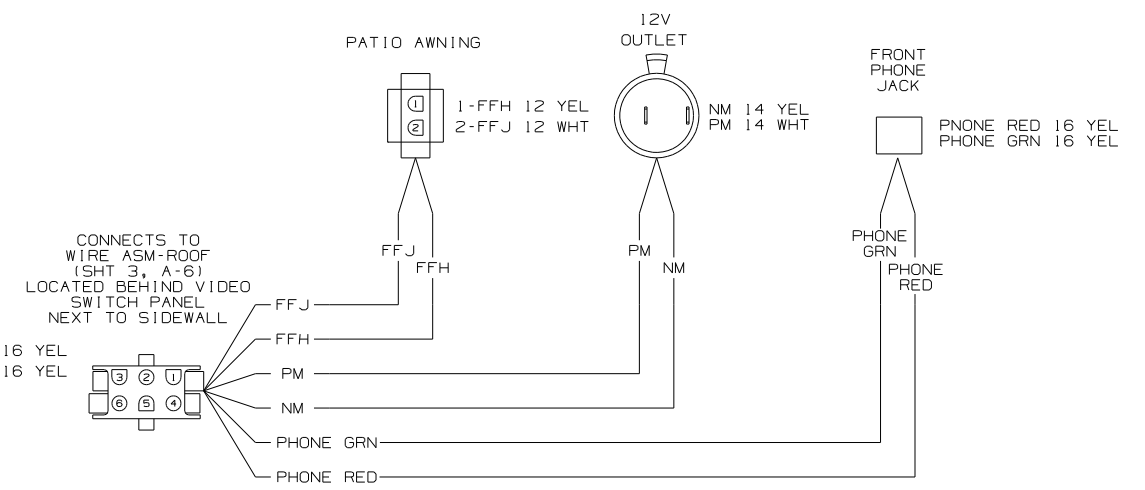 12V
OUTLET
PATIO AWNING
FRONT
PHONE
JACK
1
2
1-FFH 12 YEL
2-FFJ 12 WHT
NM 14 YEL
PM 14 WHT
PNONE RED 16 YEL
PHONE GRN 16 YEL
FFJ
FFH
PM
NM
PHONE
GRN
PHONE
RED
CONNECTS TO
WIRE ASM-ROOF
(SHT 3, A-6)
LOCATED BEHIND VIDEO
SWITCH PANEL
NEXT TO SIDEWALL
16 YEL
16 YEL
3 2 1
6 5 4
FFJ
FFH
PM
NM
PHONE GRN
PHONE RED